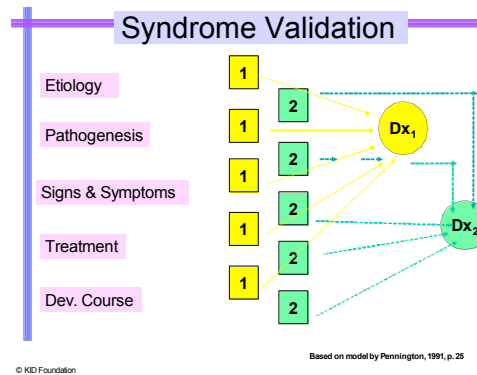 Syndrome Validation
Etiology
1
2
Pathogenesis
1
Dx1
2
Signs & Symptoms
1
2
Dx2
Treatment
1
2
Dev. Course
1
2
Based on model by Pennington, 1991, p. 25
© KID Foundation